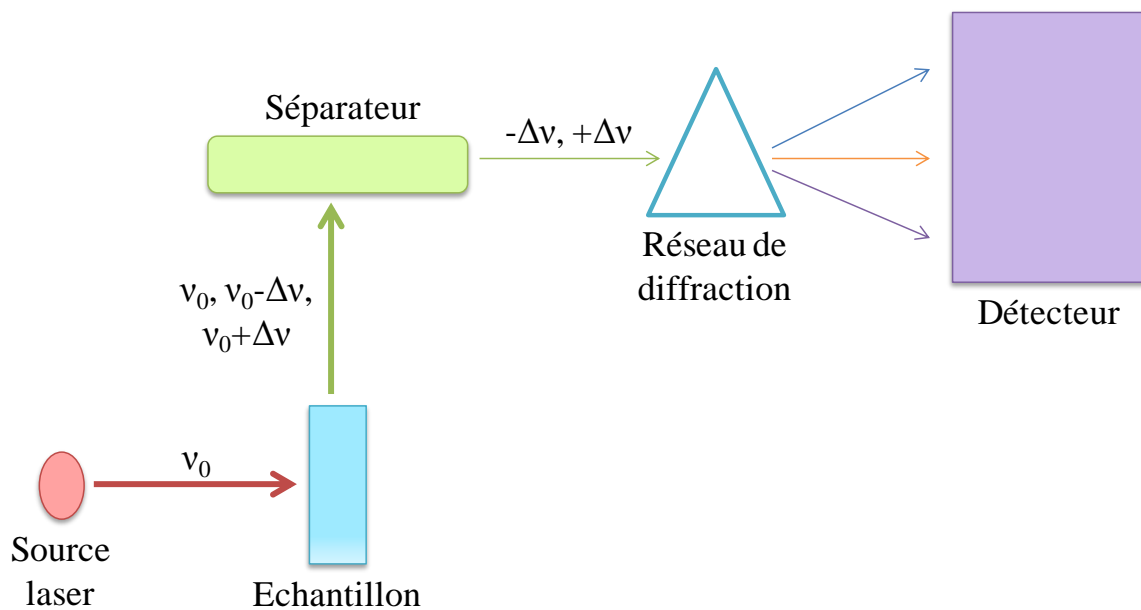 Séparateur
-Δν, +Δν
Réseau de
diffraction
Détecteur
ν₀, ν₀-Δν,
ν₀+Δν
ν₀
Source
laser
Echantillon